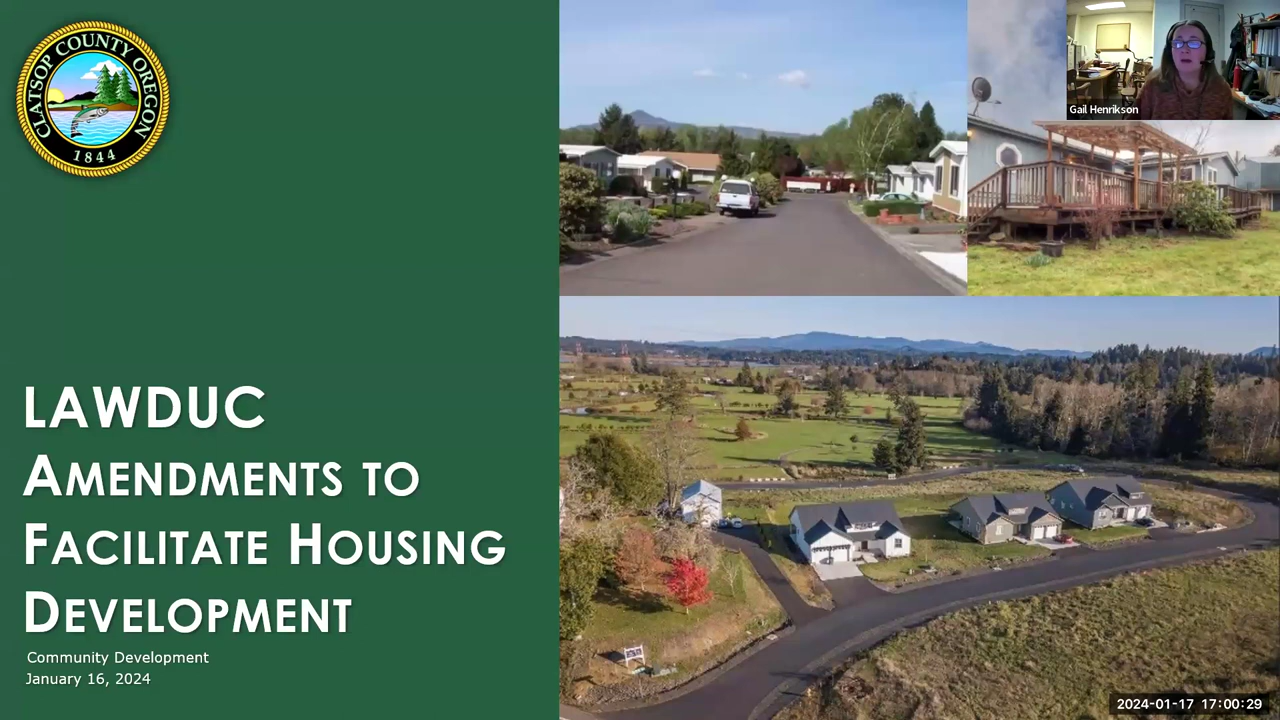 CLATSOP COUNTY OREGON
1844
Gail Henrikson
LAWDUC
AMENDMENTS TO
FACILITATE HOUSING
DEVELOPMENT
Community Development
January 16, 2024
2024-01-17 17:00:29